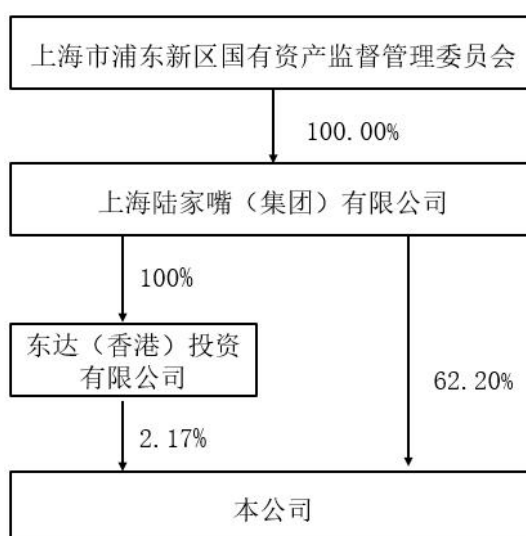 上海市浦东新区国有资产监督管理委员会
100.00%
上海陆家嘴（集团）有限公司
100%
东达（香港）投资
有限公司
62.20%
2.17%
本公司